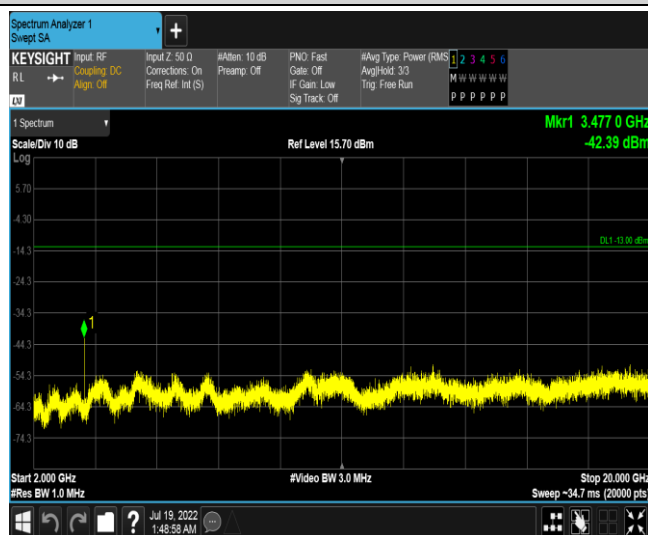 Spectrum Analyzer 1
Swept SA
+
KEYSIGHT
RL
LXI
Input: RF
Coupling: DC
Align: Off
Input Z: 50 Ω
Corrections: On
Freq Ref: Int (S)
#Atten: 10 dB
Preamp: Off
PNO: Fast
Gate: Off
IF Gain: Low
Sig Track: Off
#Avg Type: Power (RMS
Avg|Hold: 3/3
Trig: Free Run
1 2 3 4 5 6
M W W W W W
P P P P P P
1 Spectrum
Mkr1 3.477 0 GHz
-42.39 dBm
Scale/Div 10 dB
Ref Level 15.70 dBm
Log
5.70
-4.30
DL1 -13.00 dBm
-14.3
-24.3
-34.3
1
-44.3
-54.3
-64.3
-74.3
Start 2.000 GHz
#Video BW 3.0 MHz
Stop 20.000 GHz
#Res BW 1.0 MHz
Sweep ~34.7 ms (20000 pts)
?
Jul 19, 2022
1:48:58 AM